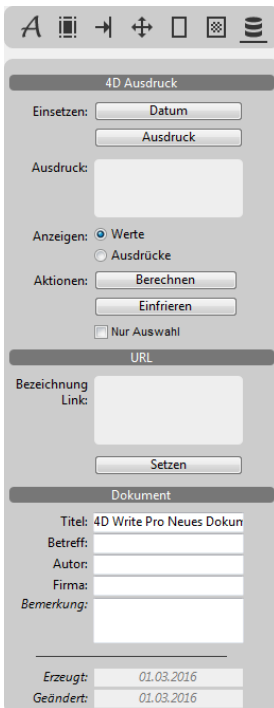 4D Ausdruck
Einsetzen: Datum
Ausdruck
Ausdruck:
Anzeigen: Werte
Ausdrücke
Aktionen: Berechnen
Einfrieren
Nur Auswahl
URL
Bezeichnung
Link:
Setzen
Dokument
Titel: 4D Write Pro Neues Dokum
Betreff:
Autor:
Firma:
Bemerkung:
Erzeugt: 01.03.2016
Geändert: 01.03.2016